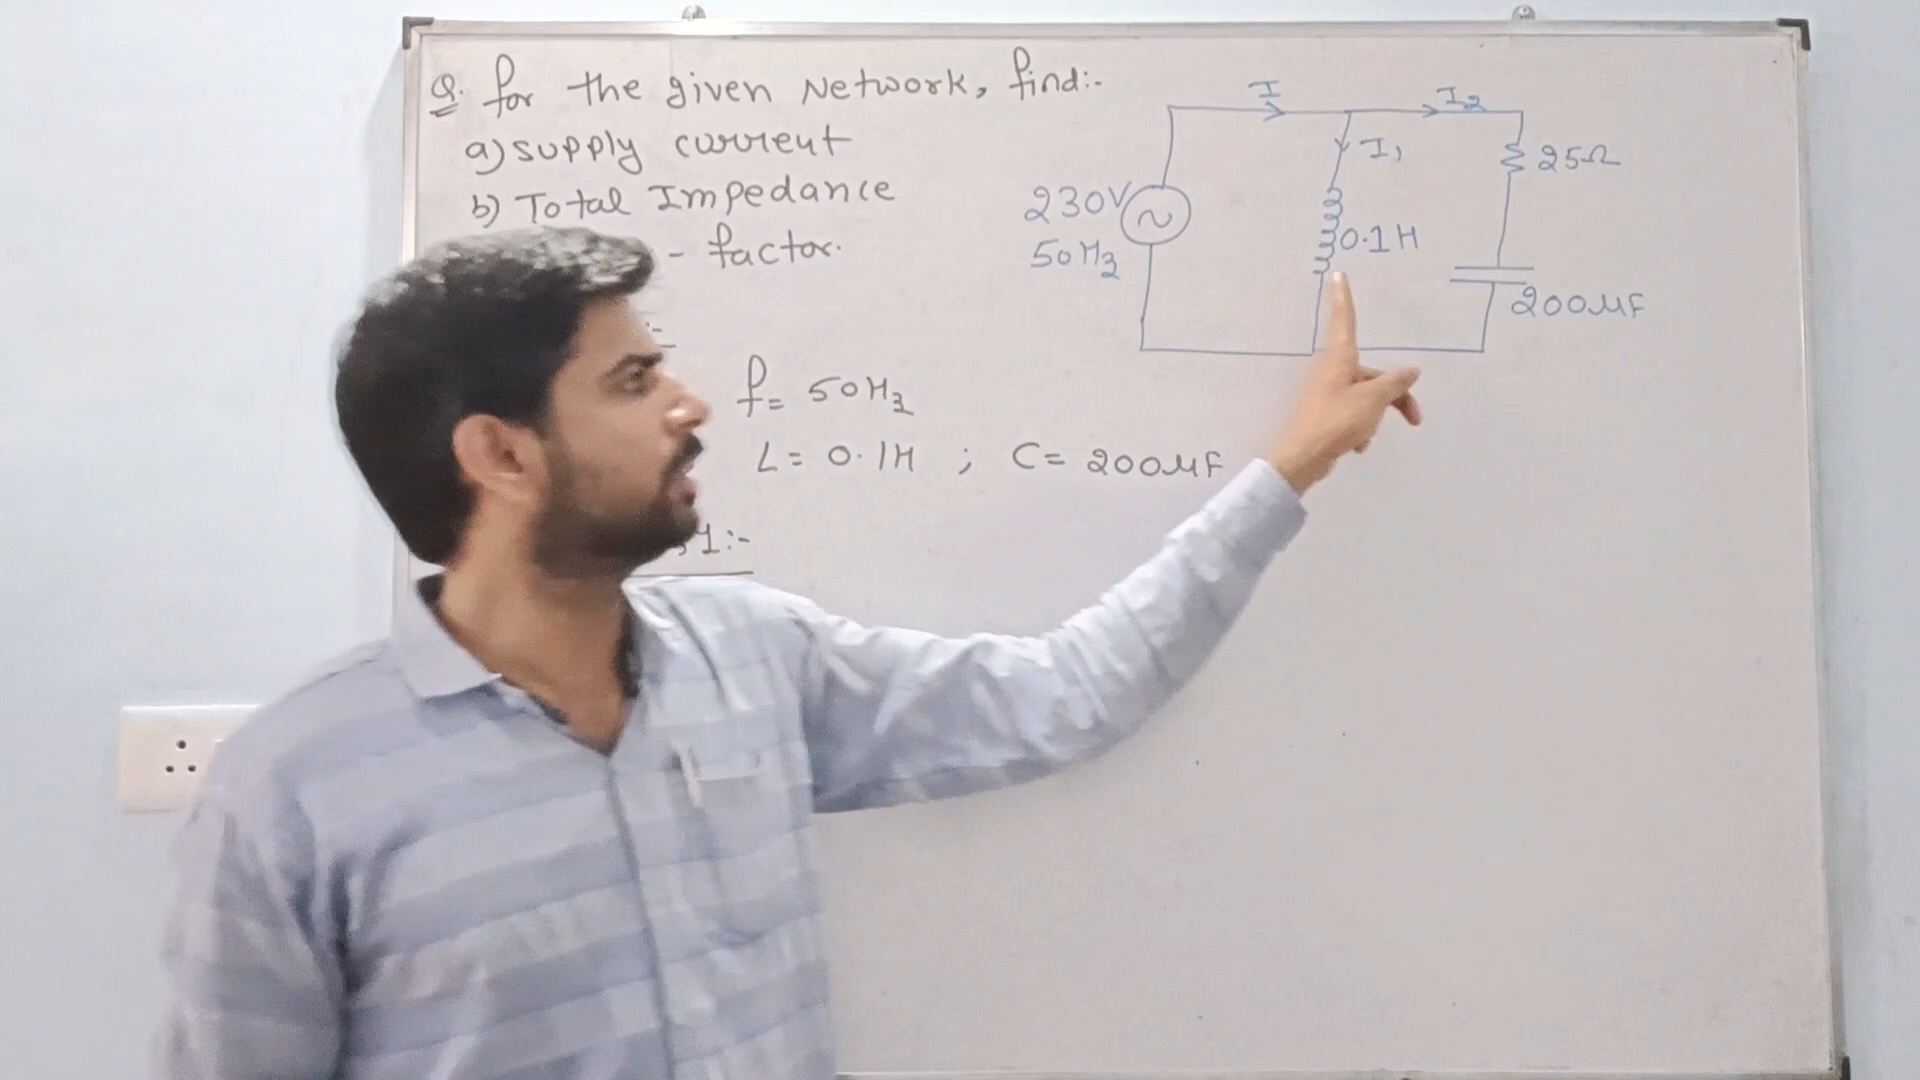 Q. for the given Network, find:-
a) supply current
b) Total Impedance
- factor.
:-
f = 50Hz
L = 0.1H ; C = 200μF
1:-
I
I2
I1
25Ω
230V
50Hz
0.1H
200μF